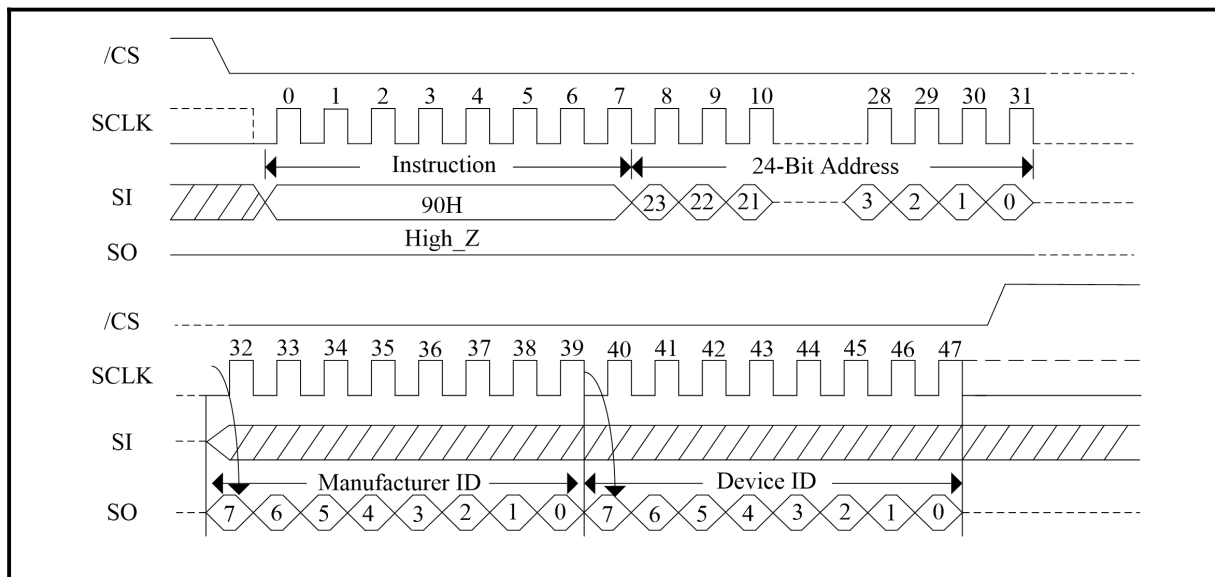 /CS
0 1 2 3 4 5 6 7 8 9 10 28 29 30 31
SCLK
Instruction 24-Bit Address
SI 90H 23 22 21 3 2 1 0
High_Z
SO
/CS
32 33 34 35 36 37 38 39 40 41 42 43 44 45 46 47
SCLK
SI
Manufacturer ID Device ID
SO 7 6 5 4 3 2 1 0 7 6 5 4 3 2 1 0